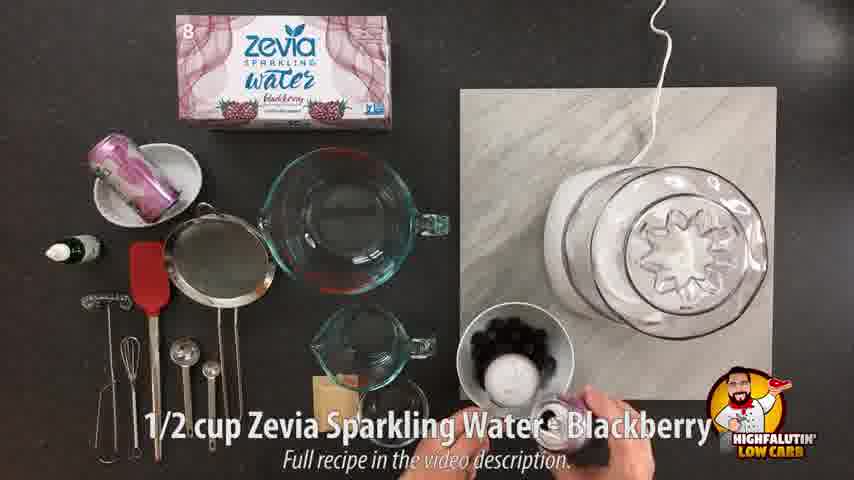 8
zevia
SPARKLING
water
blackberry
1/2 cup Zevia Sparkling Water - Blackberry
Full recipe in the video description.
HIGHFALUTIN'
LOW CARB